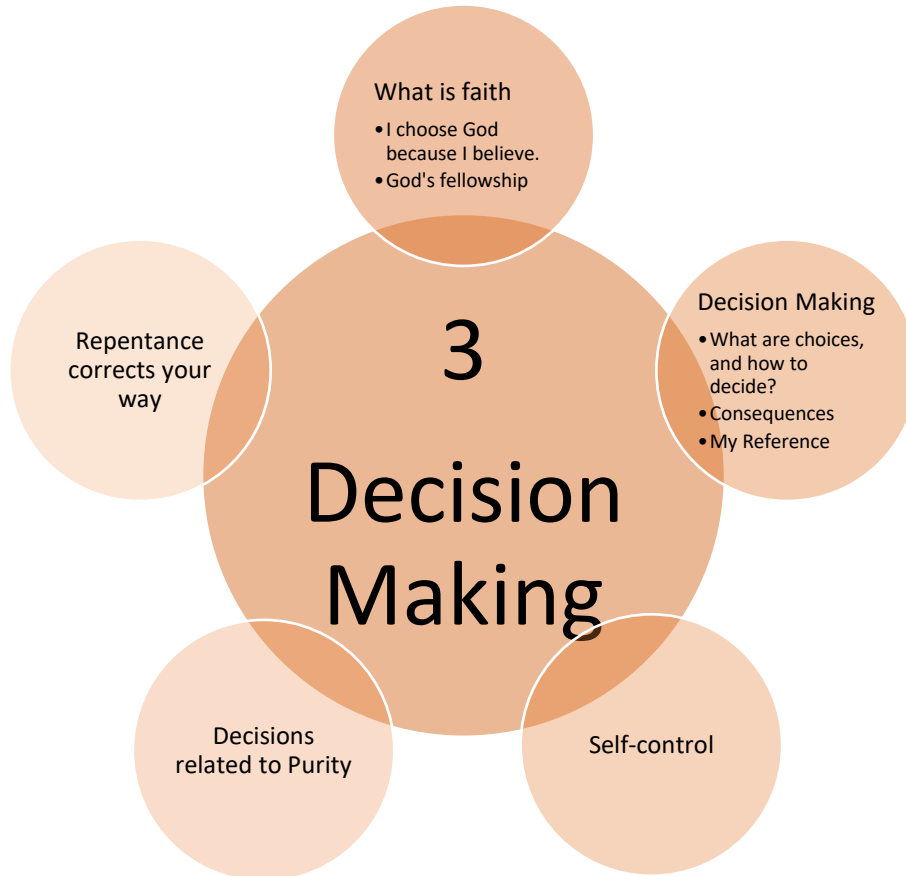 What is faith
•I choose God
because I believe.
•God's fellowship
Decision Making
•What are choices,
and how to
decide?
•Consequences
•My Reference
Self-control
Decisions
related to Purity
Repentance
corrects your
way
3
Decision
Making